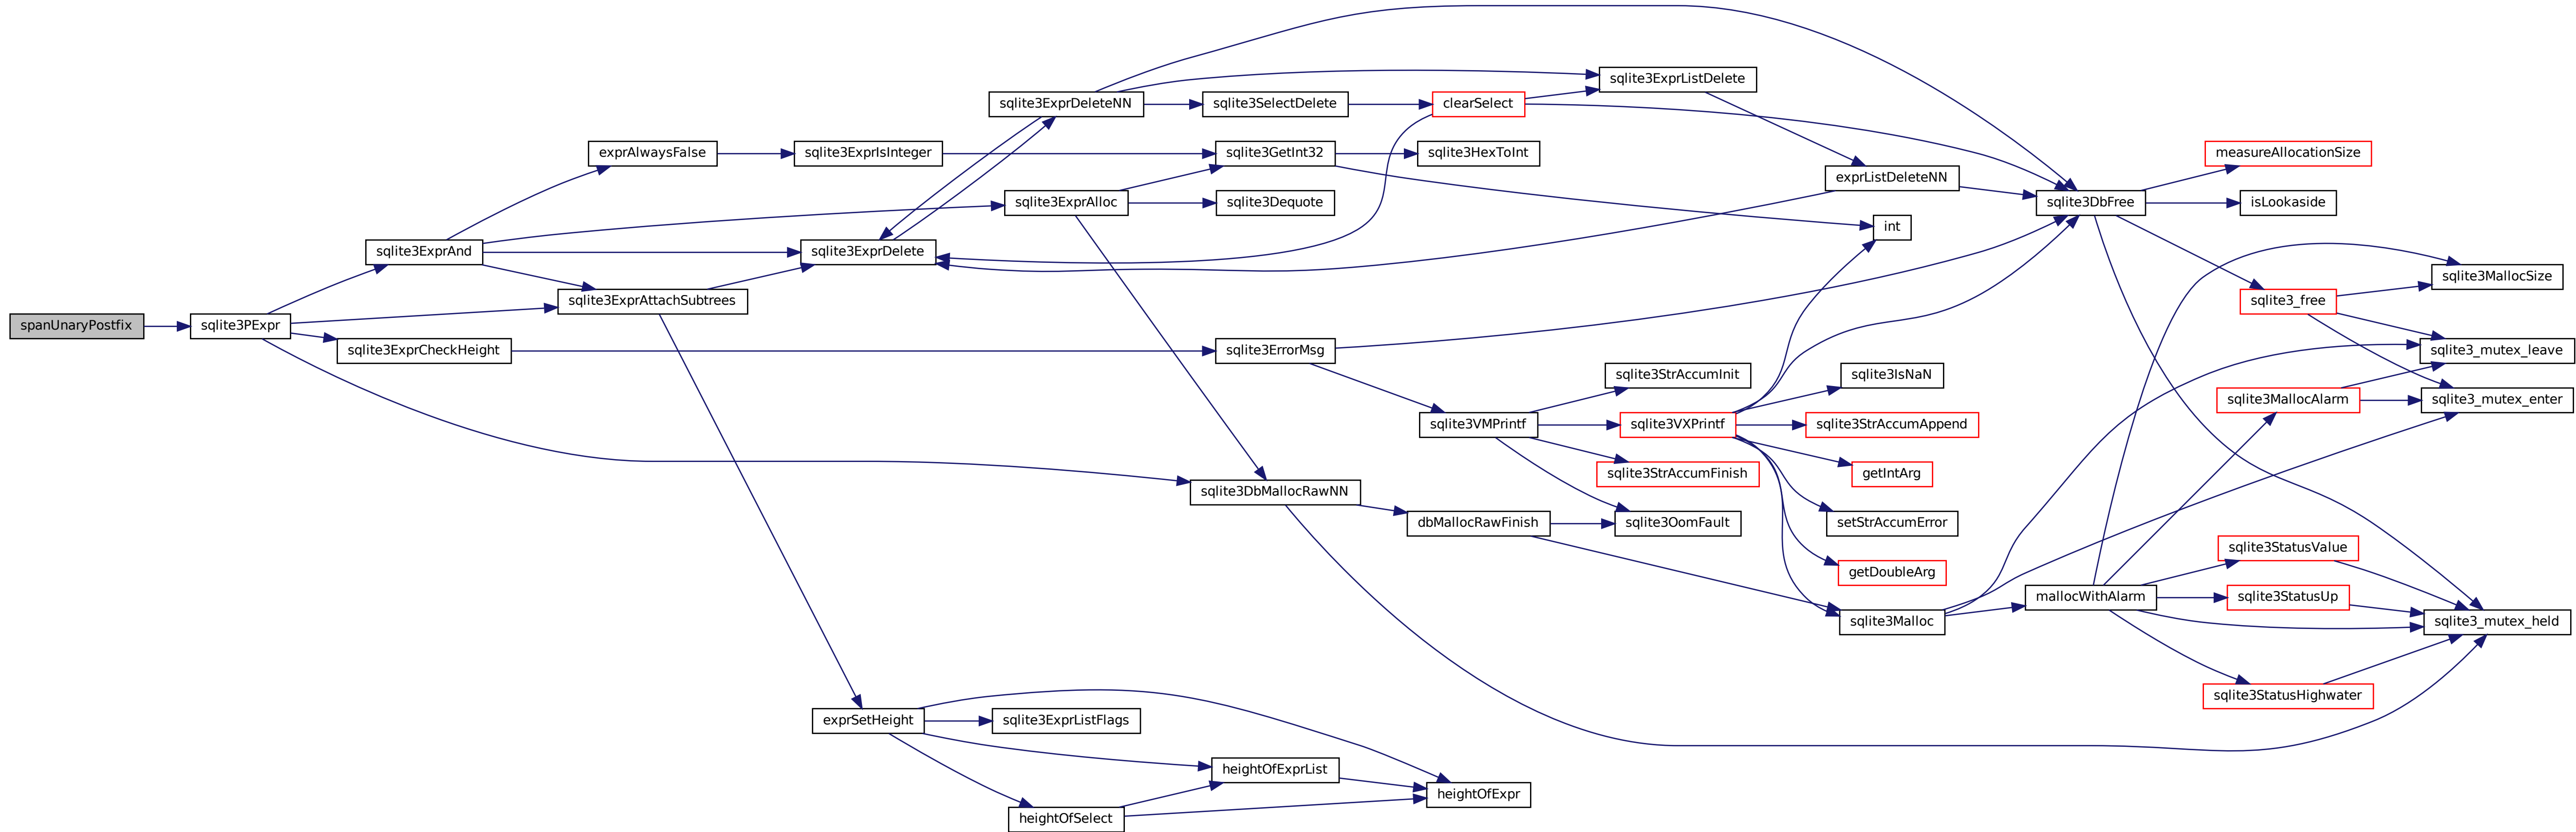 spanUnaryPostfix
sqlite3PExpr
sqlite3ExprAnd
sqlite3ExprCheckHeight
exprAlwaysFalse
sqlite3ExprAttachSubtrees
sqlite3ExprIsInteger
sqlite3ExprDelete
exprSetHeight
sqlite3ExprDeleteNN
sqlite3ExprAlloc
sqlite3ExprListFlags
heightOfSelect
sqlite3SelectDelete
sqlite3GetInt32
sqlite3Dequote
sqlite3ErrorMsg
sqlite3DbMallocRawNN
heightOfExprList
clearSelect
sqlite3HexToInt
sqlite3VMPrintf
dbMallocRawFinish
heightOfExpr
sqlite3ExprListDelete
sqlite3StrAccumInit
sqlite3VXPrintf
sqlite3StrAccumFinish
sqlite3OomFault
exprListDeleteNN
int
sqlite3IsNaN
sqlite3StrAccumAppend
getIntArg
setStrAccumError
getDoubleArg
sqlite3Malloc
sqlite3DbFree
mallocWithAlarm
measureAllocationSize
isLookaside
sqlite3_free
sqlite3MallocAlarm
sqlite3StatusValue
sqlite3StatusUp
sqlite3StatusHighwater
sqlite3MallocSize
sqlite3_mutex_leave
sqlite3_mutex_enter
sqlite3_mutex_held